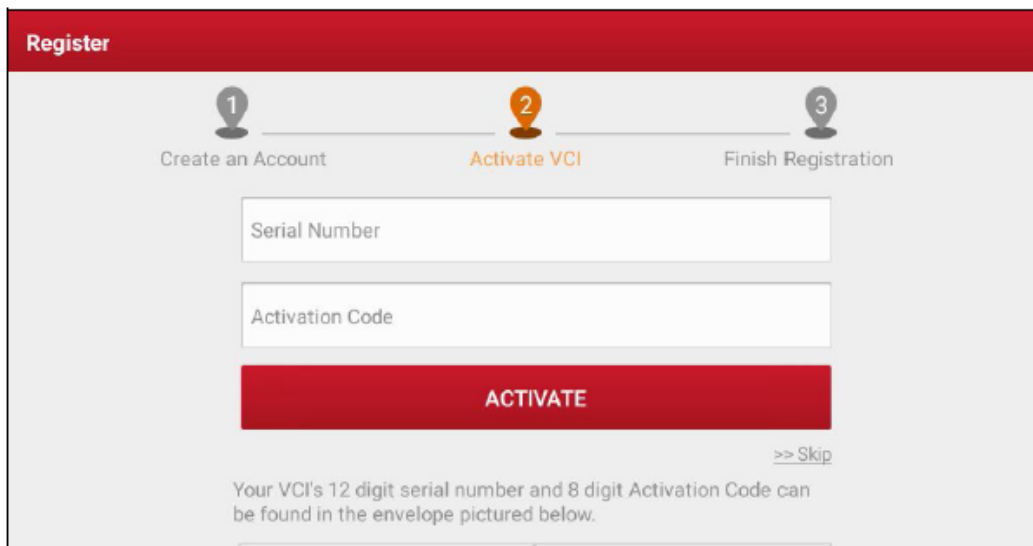 Register
1
2
3
Create an Account
Activate VCI
Finish Registration
Serial Number
Activation Code
ACTIVATE
>> Skip
Your VCI's 12 digit serial number and 8 digit Activation Code can
be found in the envelope pictured below.